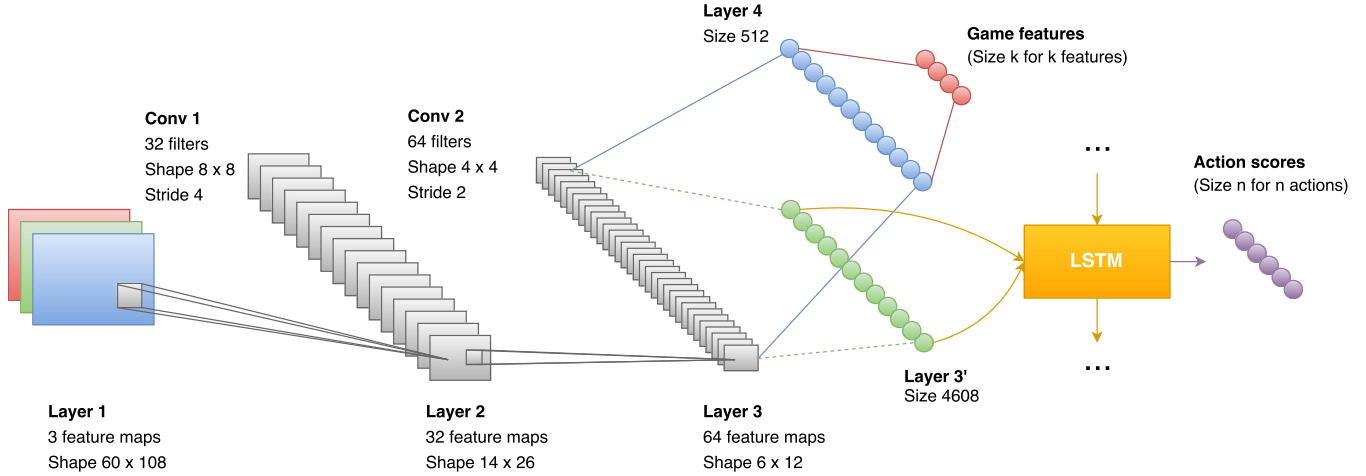 Layer 4
Size 512
Game features
(Size k for k features)
Conv 1
32 filters
Shape 8 x 8
Stride 4
Conv 2
64 filters
Shape 4 x 4
Stride 2
...
Action scores
(Size n for n actions)
LSTM
...
Layer 3'
Size 4608
Layer 1
3 feature maps
Shape 60 x 108
Layer 2
32 feature maps
Shape 14 x 26
Layer 3
64 feature maps
Shape 6 x 12